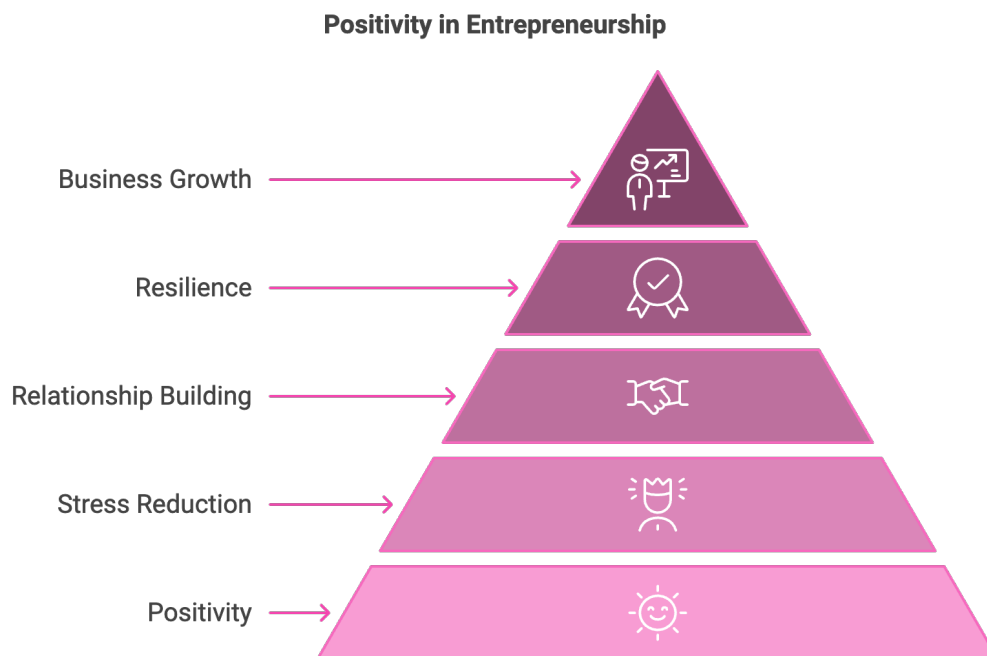 Positivity in Entrepreneurship
Business Growth
Resilience
Relationship Building
Stress Reduction
Positivity